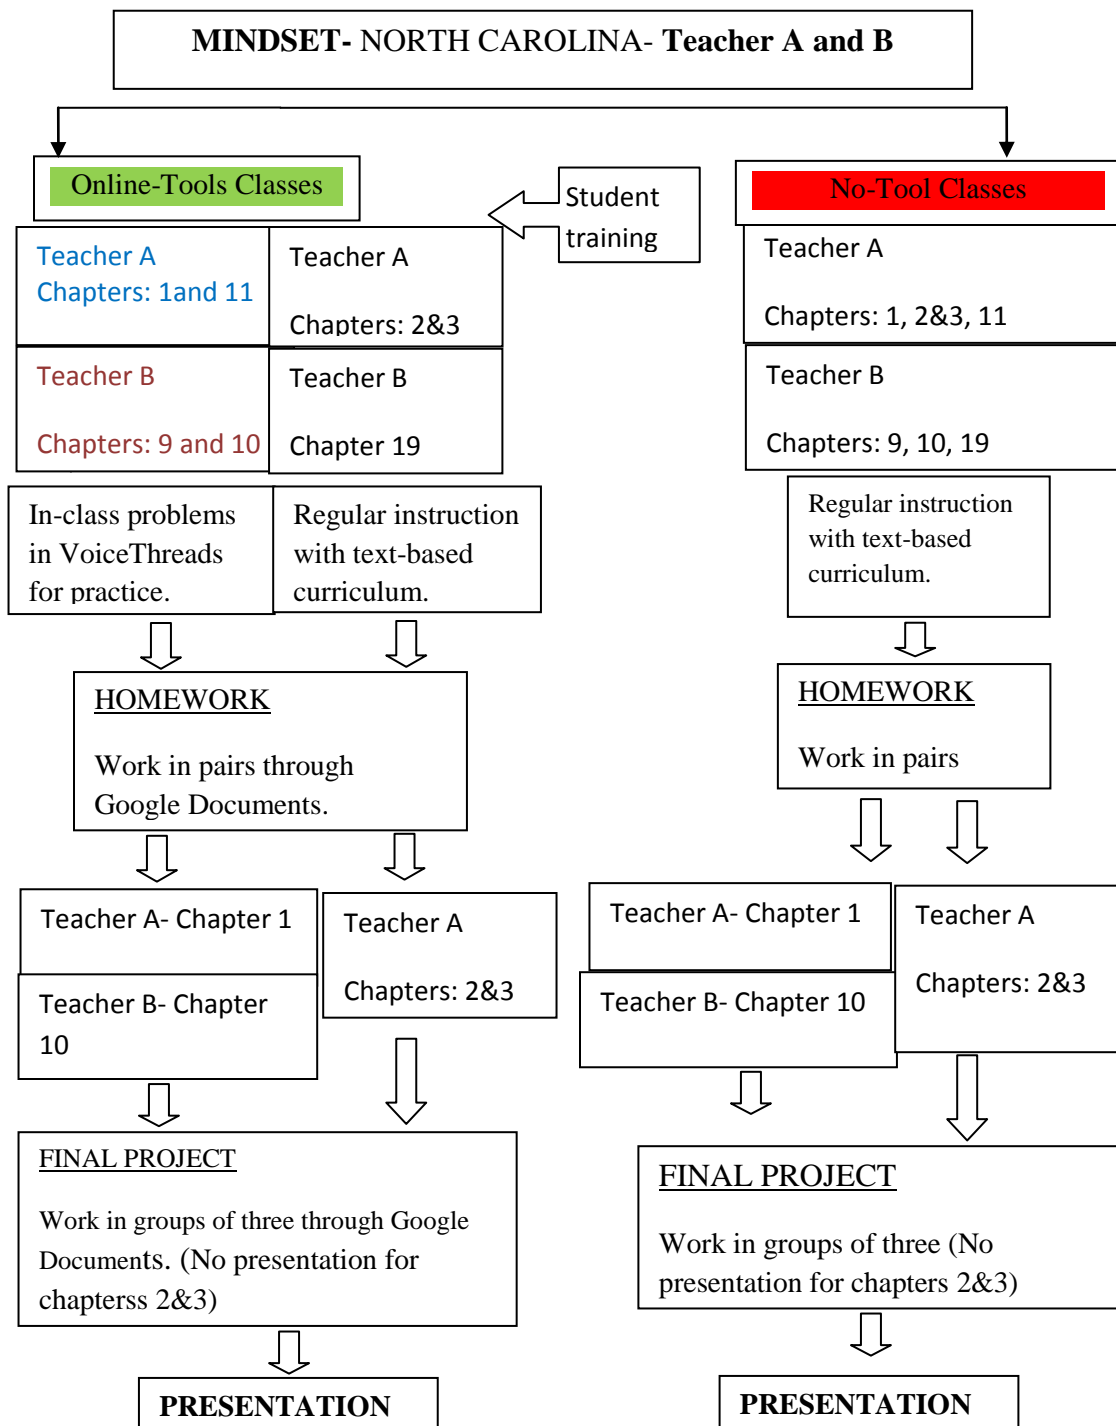 MINDSET- NORTH CAROLINA- Teacher A and B
Online-Tools Classes
Student
training
No-Tool Classes
Teacher A
Chapters: 1and 11
Teacher A
Chapters: 2&3
Teacher A
Chapters: 1, 2&3, 11
Teacher B
Chapters: 9 and 10
Teacher B
Chapter 19
Teacher B
Chapters: 9, 10, 19
In-class problems
in VoiceThreads
for practice.
Regular instruction
with text-based
curriculum.
Regular instruction
with text-based
curriculum.
HOMEWORK
Work in pairs through
Google Documents.
HOMEWORK
Work in pairs
Teacher A- Chapter 1
Teacher B- Chapter
10
Teacher A
Chapters: 2&3
Teacher A- Chapter 1
Teacher B- Chapter 10
Teacher A
Chapters: 2&3
FINAL PROJECT
Work in groups of three through Google
Documents. (No presentation for
chapterss 2&3)
FINAL PROJECT
Work in groups of three (No
presentation for chapters 2&3)
PRESENTATION
PRESENTATION